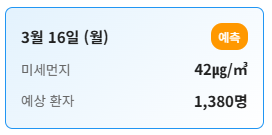 3월 16일 (월) 예측
미세먼지 42㎍/㎥
예상 환자 1,380명